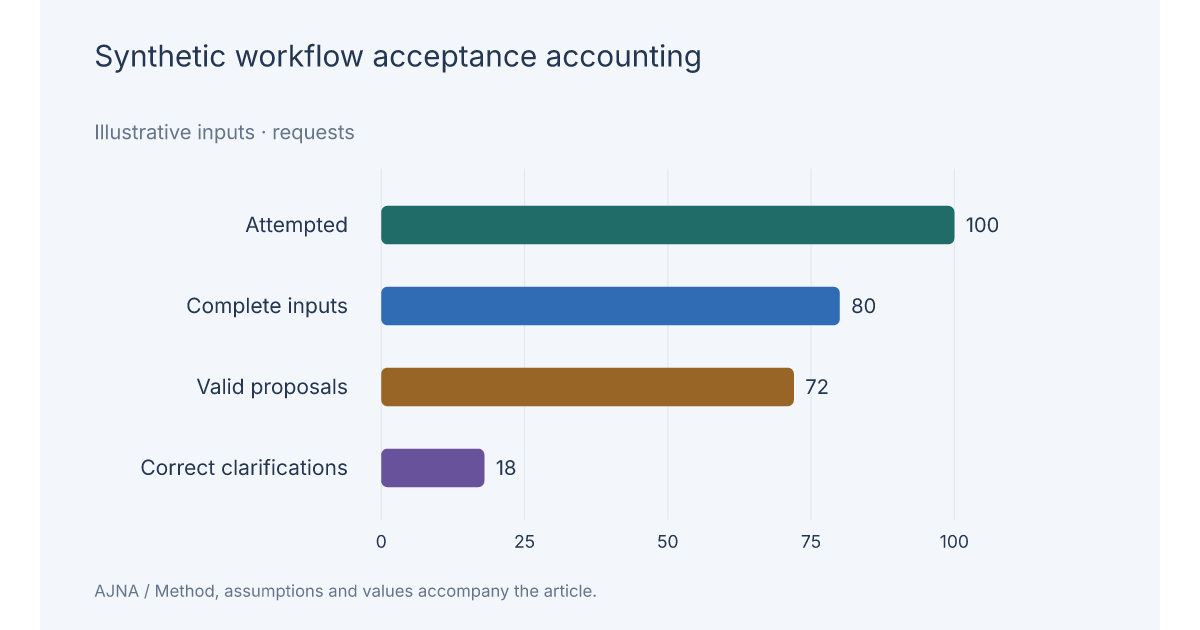 Synthetic workflow acceptance accounting
Illustrative inputs · requests
Attempted 100
Complete inputs 80
Valid proposals 72
Correct clarifications 18
0 25 50 75 100
AJNA / Method, assumptions and values accompany the article.